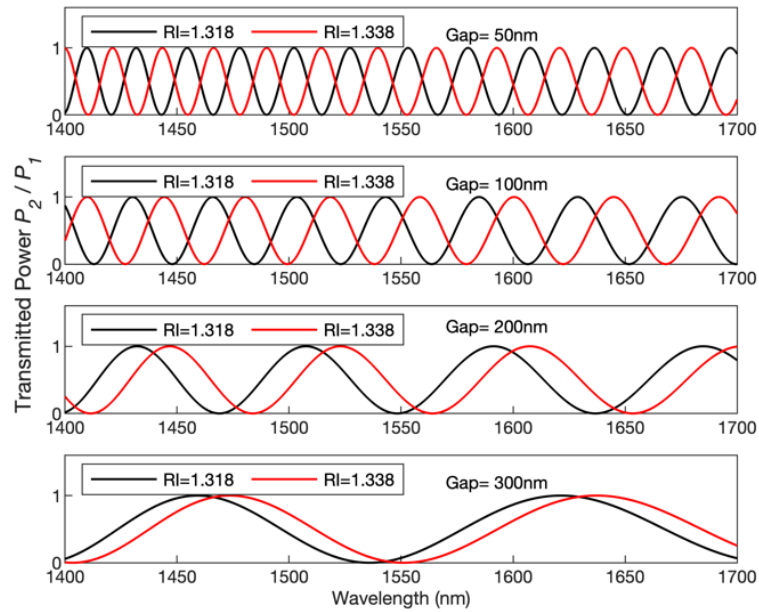 Transmitted Power P2 / P1
RI=1.318 RI=1.338 Gap= 50nm
1
0
1400 1450 1500 1550 1600 1650 1700
RI=1.318 RI=1.338 Gap= 100nm
1
0
1400 1450 1500 1550 1600 1650 1700
RI=1.318 RI=1.338 Gap= 200nm
1
0
1400 1450 1500 1550 1600 1650 1700
RI=1.318 RI=1.338 Gap= 300nm
1
0
1400 1450 1500 1550 1600 1650 1700
Wavelength (nm)